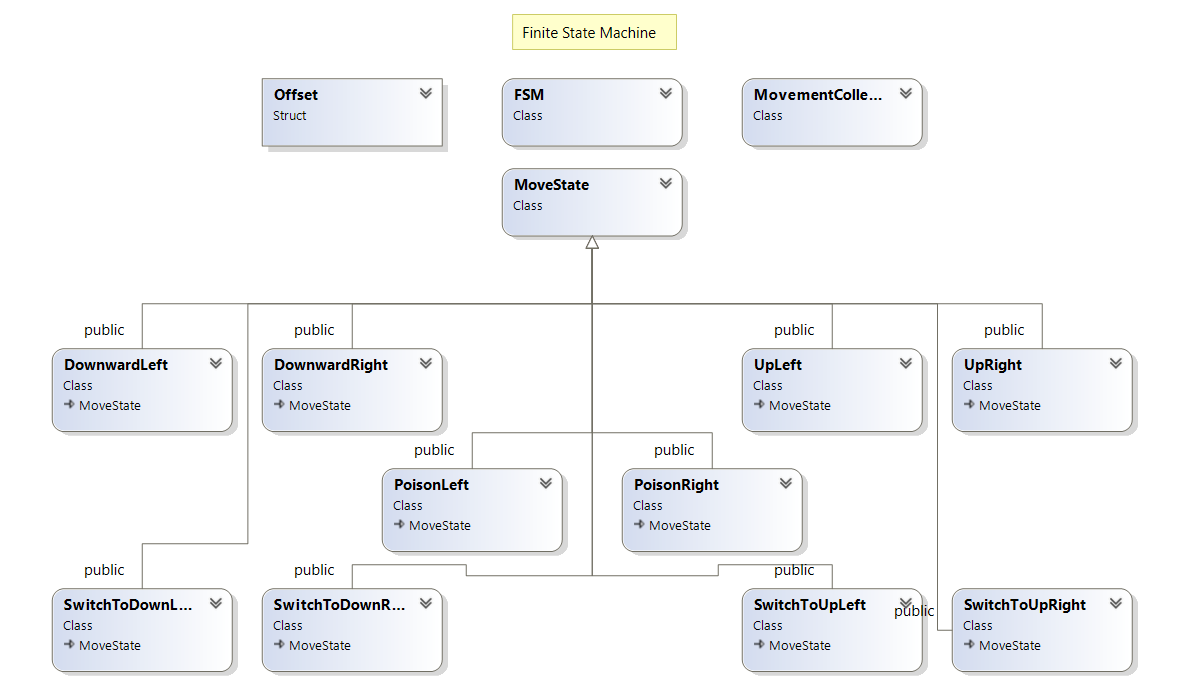 Finite State Machine
Offset
Struct
FSM
Class
MovementColle...
Class
MoveState
Class
public
public
public
public
DownwardLeft
Class
MoveState
DownwardRight
Class
MoveState
UpLeft
Class
MoveState
UpRight
Class
MoveState
public
public
PoisonLeft
Class
MoveState
PoisonRight
Class
MoveState
public
public
public
public
SwitchToDownL...
Class
MoveState
SwitchToDownR...
Class
MoveState
SwitchToUpLeft
Class
MoveState
SwitchToUpRight
Class
MoveState